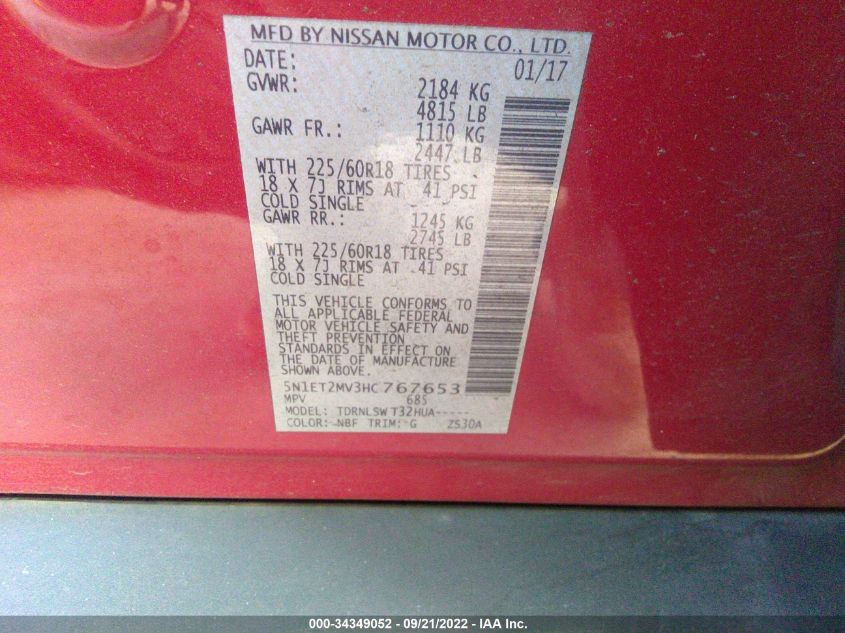 MFD BY NISSAN MOTOR CO., LTD.
DATE: 01/17
GVWR: 2184 KG
4815 LB
GAWR FR.: 1110 KG
2447 LB
WITH 225/60R18 TIRES
18 X 7J RIMS AT 41 PSI
COLD SINGLE
GAWR RR.: 1245 KG
2745 LB
WITH 225/60R18 TIRES
18 X 7J RIMS AT 41 PSI
COLD SINGLE
THIS VEHICLE CONFORMS TO
ALL APPLICABLE FEDERAL
MOTOR VEHICLE SAFETY AND
THEFT PREVENTION
STANDARDS IN EFFECT ON
THE DATE OF MANUFACTURE
SHOWN ABOVE.
5N1ET2MV3HC767653
MPV 685
MODEL: TDRNLSW T32HUA-----
COLOR: NBF TRIM: G ZS30A
000-34349052 - 09/21/2022 - IAA Inc.